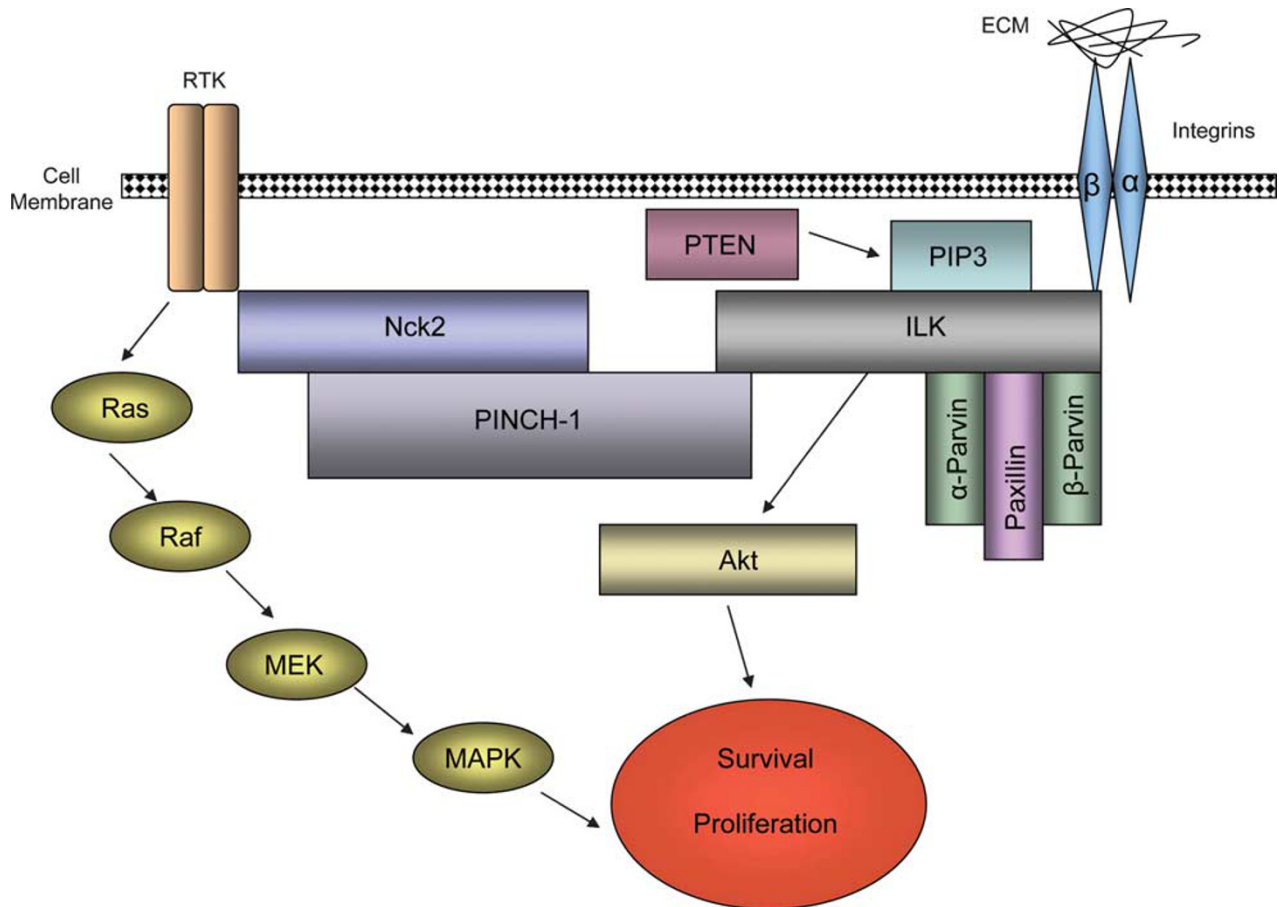 ECM
RTK
Integrins
Cell
Membrane
β
α
PTEN
PIP3
Nck2
ILK
Ras
PINCH-1
α-Parvin
Paxillin
β-Parvin
Raf
Akt
MEK
MAPK
Survival
Proliferation